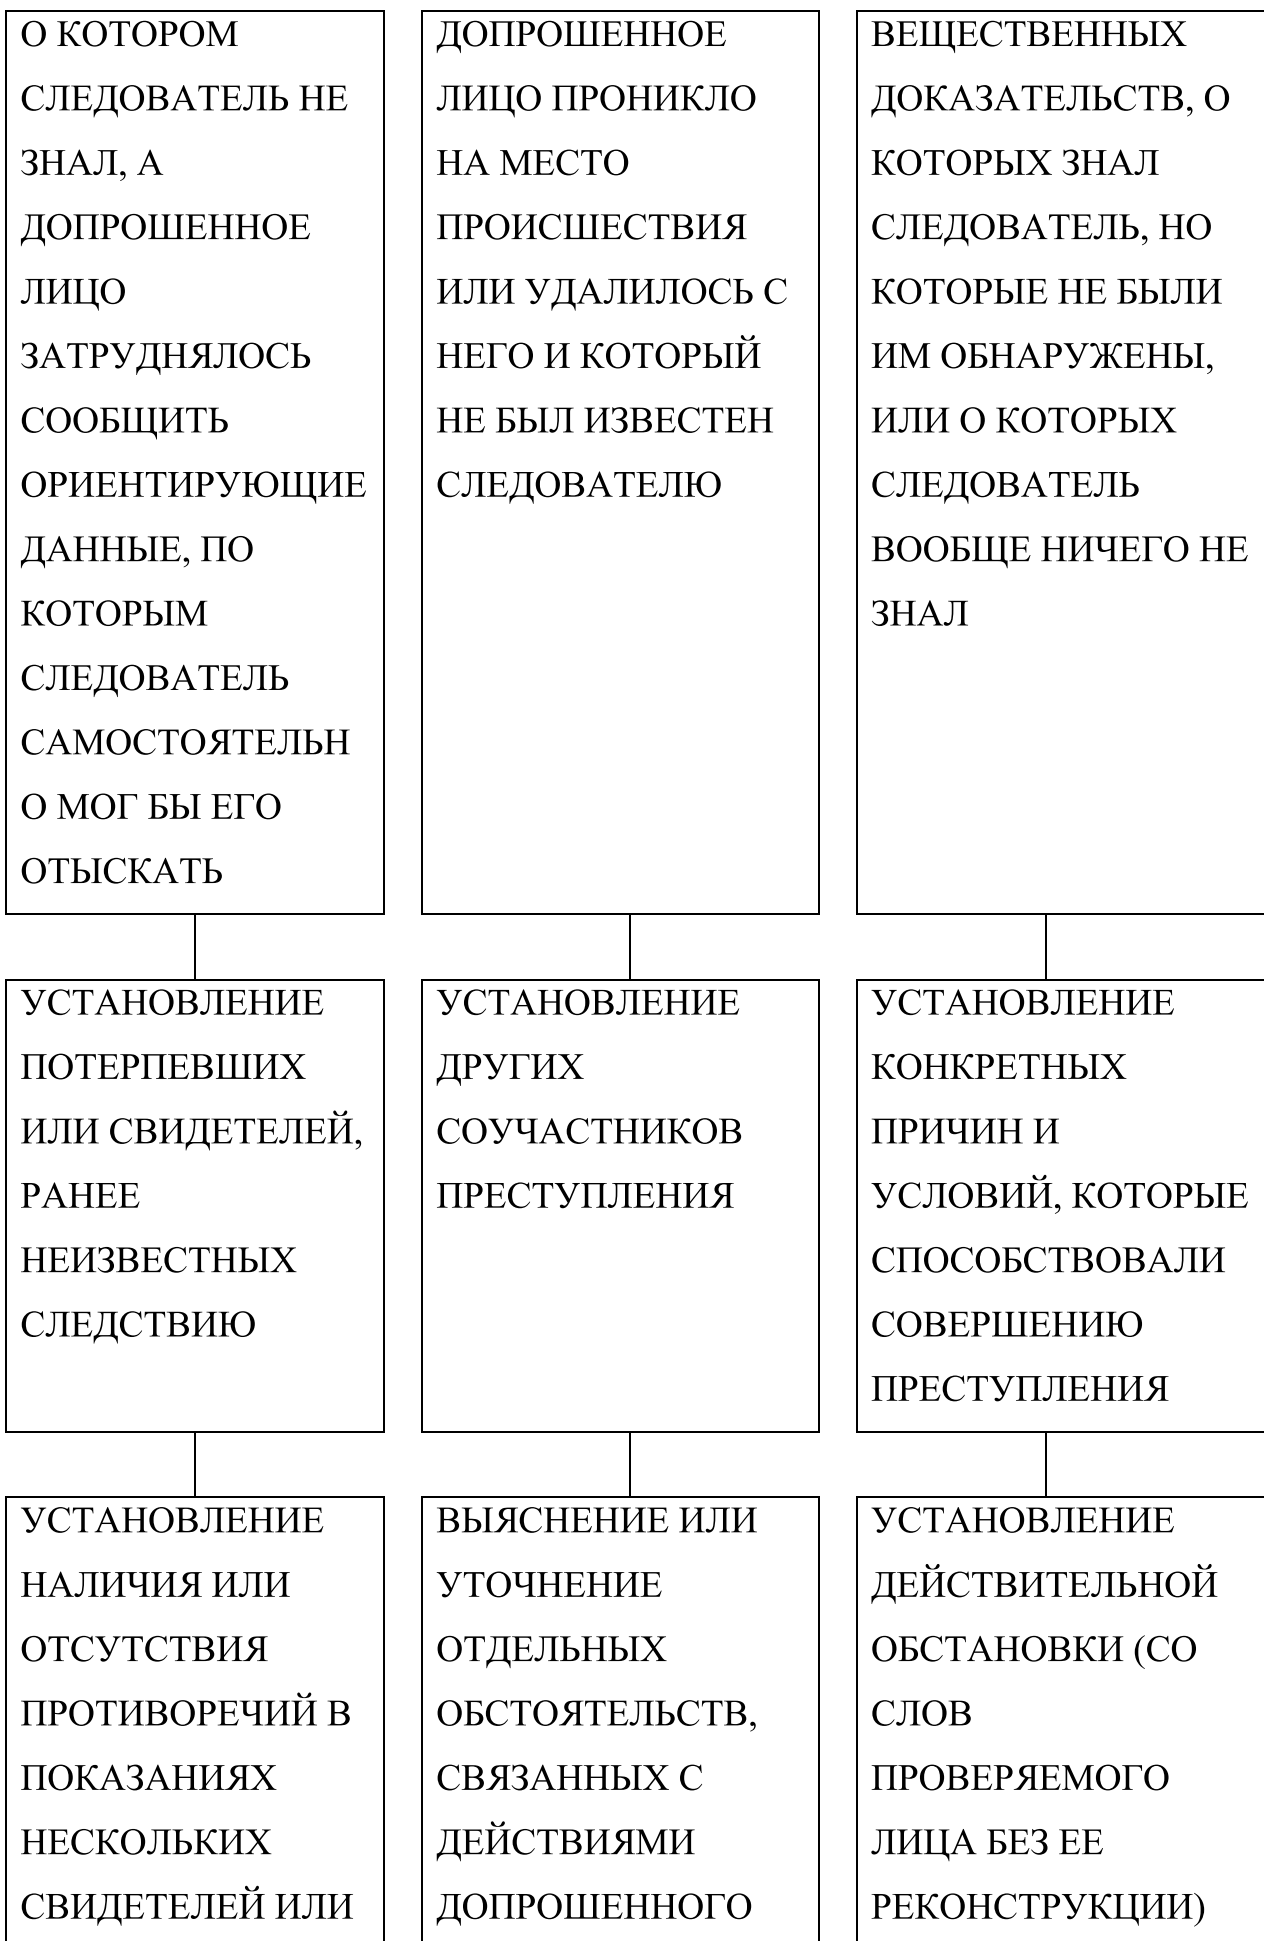 О КОТОРОМ
СЛЕДОВАТЕЛЬ НЕ
ЗНАЛ, А
ДОПРОШЕННОЕ
ЛИЦО
ЗАТРУДНЯЛОСЬ
СООБЩИТЬ
ОРИЕНТИРУЮЩИЕ
ДАННЫЕ, ПО
КОТОРЫМ
СЛЕДОВАТЕЛЬ
САМОСТОЯТЕЛЬН
О МОГ БЫ ЕГО
ОТЫСКАТЬ
ДОПРОШЕННОЕ
ЛИЦО ПРОНИКЛО
НА МЕСТО
ПРОИСШЕСТВИЯ
ИЛИ УДАЛИЛОСЬ С
НЕГО И КОТОРЫЙ
НЕ БЫЛ ИЗВЕСТЕН
СЛЕДОВАТЕЛЮ
ВЕЩЕСТВЕННЫХ
ДОКАЗАТЕЛЬСТВ, О
КОТОРЫХ ЗНАЛ
СЛЕДОВАТЕЛЬ, НО
КОТОРЫЕ НЕ БЫЛИ
ИМ ОБНАРУЖЕНЫ,
ИЛИ О КОТОРЫХ
СЛЕДОВАТЕЛЬ
ВООБЩЕ НИЧЕГО НЕ
ЗНАЛ
УСТАНОВЛЕНИЕ
ПОТЕРПЕВШИХ
ИЛИ СВИДЕТЕЛЕЙ,
РАНЕЕ
НЕИЗВЕСТНЫХ
СЛЕДСТВИЮ
УСТАНОВЛЕНИЕ
ДРУГИХ
СОУЧАСТНИКОВ
ПРЕСТУПЛЕНИЯ
УСТАНОВЛЕНИЕ
КОНКРЕТНЫХ
ПРИЧИН И
УСЛОВИЙ, КОТОРЫЕ
СПОСОБСТВОВАЛИ
СОВЕРШЕНИЮ
ПРЕСТУПЛЕНИЯ
УСТАНОВЛЕНИЕ
НАЛИЧИЯ ИЛИ
ОТСУТСТВИЯ
ПРОТИВОРЕЧИЙ В
ПОКАЗАНИЯХ
НЕСКОЛЬКИХ
СВИДЕТЕЛЕЙ ИЛИ
ВЫЯСНЕНИЕ ИЛИ
УТОЧНЕНИЕ
ОТДЕЛЬНЫХ
ОБСТОЯТЕЛЬСТВ,
СВЯЗАННЫХ С
ДЕЙСТВИЯМИ
ДОПРОШЕННОГО
УСТАНОВЛЕНИЕ
ДЕЙСТВИТЕЛЬНОЙ
ОБСТАНОВКИ (СО
СЛОВ
ПРОВЕРЯЕМОГО
ЛИЦА БЕЗ ЕЕ
РЕКОНСТРУКЦИИ)